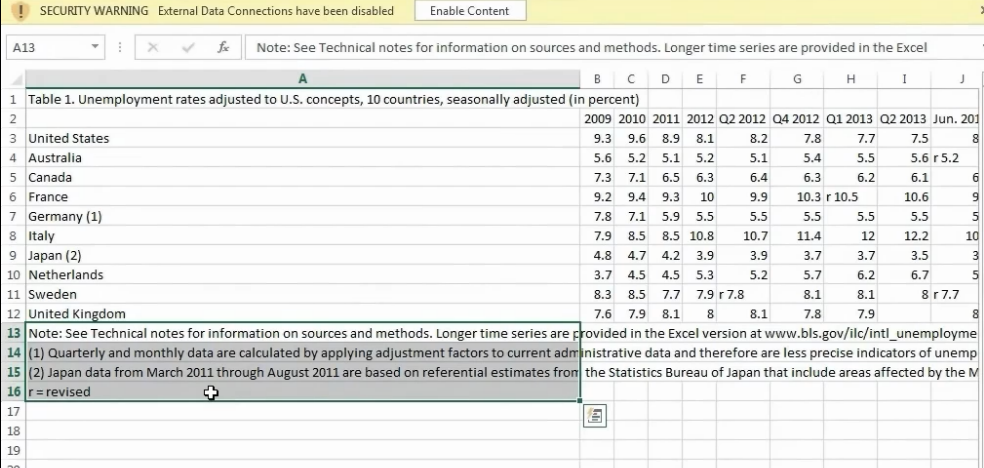 SECURITY WARNING External Data Connections have been disabled Enable Content
A13 fx Note: See Technical notes for information on sources and methods. Longer time series are provided in the Excel
A B C D E F G H I J
1 Table 1. Unemployment rates adjusted to U.S. concepts, 10 countries, seasonally adjusted (in percent)
2 2009 2010 2011 2012 Q2 2012 Q4 2012 Q1 2013 Q2 2013 Jun. 201
3 United States 9.3 9.6 8.9 8.1 8.2 7.8 7.7 7.5 8
4 Australia 5.6 5.2 5.1 5.2 5.1 5.4 5.5 5.6 r 5.2
5 Canada 7.3 7.1 6.5 6.3 6.4 6.3 6.2 6.1 6
6 France 9.2 9.4 9.3 10 9.9 10.3 r 10.5 10.6 9
7 Germany (1) 7.8 7.1 5.9 5.5 5.5 5.5 5.5 5.5 5
8 Italy 7.9 8.5 8.5 10.8 10.7 11.4 12 12.2 10
9 Japan (2) 4.8 4.7 4.2 3.9 3.9 3.7 3.7 3.5 3
10 Netherlands 3.7 4.5 4.5 5.3 5.2 5.7 6.2 6.7 5
11 Sweden 8.3 8.5 7.7 7.9 r 7.8 8.1 8.1 8 r 7.7
12 United Kingdom 7.6 7.9 8.1 8 8.1 7.8 7.9
13 Note: See Technical notes for information on sources and methods. Longer time series are provided in the Excel version at www.bls.gov/ilc/intl_unemployme
14 (1) Quarterly and monthly data are calculated by applying adjustment factors to current administrative data and therefore are less precise indicators of unemp
15 (2) Japan data from March 2011 through August 2011 are based on referential estimates from the Statistics Bureau of Japan that include areas affected by the M
16 r = revised
17
18
19